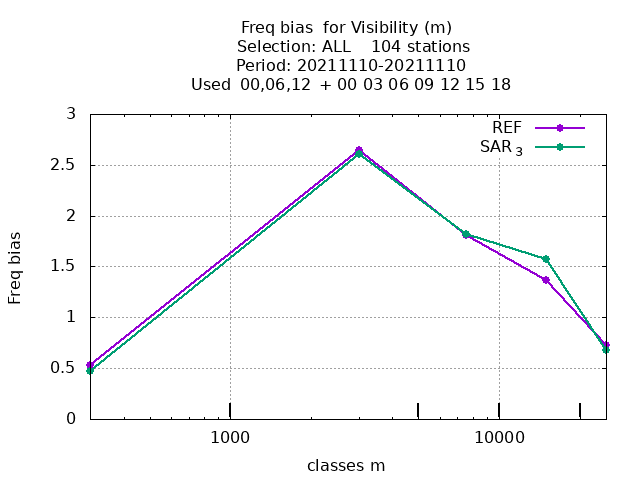 Freq bias  for Visibility (m)
Selection: ALL    104 stations
Period: 20211110-20211110
Used  00,06,12  + 00 03 06 09 12 15 18
REF
SAR 3
3
2.5
2
1.5
1
0.5
0
Freq bias
1000
10000
classes m